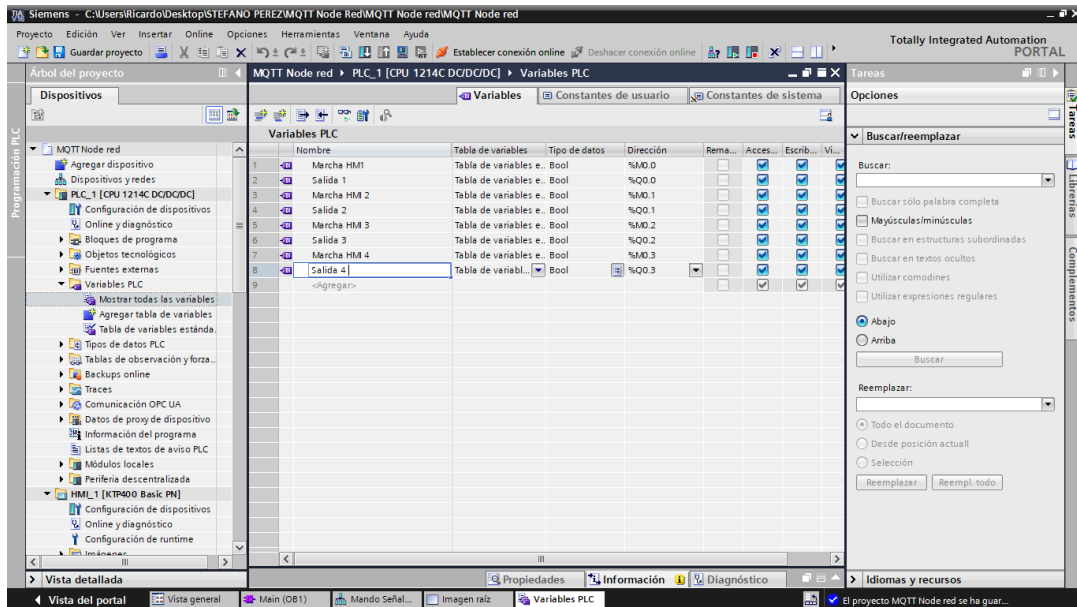 Siemens - C:\Users\Ricardo\Desktop\STEFANO PEREZ\MQTT Node Red\MQTT Node red\MQTT Node red
Proyecto Edición Ver Insertar Online Opciones Herramientas Ventana Ayuda
Guardar proyecto Establecer conexión online Deshacer conexión online
Totally Integrated Automation
PORTAL
Árbol del proyecto
MQTT Node red PLC_1 [CPU 1214C DC/DC/DC] Variables PLC
Tareas
Dispositivos
Variables Constantes de usuario Constantes de sistema
Opciones
Programación PLC
MQTT Node red
Agregar dispositivo
Dispositivos y redes
PLC_1 [CPU 1214C DC/DC/DC]
Configuración de dispositivos
Online y diagnóstico
Bloques de programa
Objetos tecnológicos
Fuentes externas
Variables PLC
Mostrar todas las variables
Agregar tabla de variables
Tabla de variables estánda.
Tipos de datos PLC
Tablas de observación y forza..
Backups online
Traces
Comunicación OPC UA
Datos de proxy de dispositivo
Información del programa
Listas de textos de aviso PLC
Módulos locales
Periferia descentralizada
HMI_1 [KTP400 Basic PN]
Configuración de dispositivos
Online y diagnóstico
Configuración de runtime
Imágenes
Vista detallada
Variables PLC
Nombre Tabla de variables Tipo de datos Dirección Rema... Acces... Escrib... Vi...
1 Marcha HM1 Tabla de variables e.. Bool %M0.0
2 Salida 1 Tabla de variables e.. Bool %Q0.0
3 Marcha HMI 2 Tabla de variables e.. Bool %M0.1
4 Salida 2 Tabla de variables e.. Bool %Q0.1
5 Marcha HMI 3 Tabla de variables e.. Bool %M0.2
6 Salida 3 Tabla de variables e.. Bool %Q0.2
7 Marcha HMI 4 Tabla de variables e.. Bool %M0.3
8 Salida 4 Tabla de variabl... Bool %Q0.3
9 <Agregar>
Propiedades Información Diagnóstico
Buscar/reemplazar
Buscar:
Buscar sólo palabra completa
Mayúsculas/minúsculas
Buscar en estructuras subordinadas
Buscar en textos ocultos
Utilizar comodines
Utilizar expresiones regulares
Abajo
Arriba
Buscar
Reemplazar:
Todo el documento
Desde posición actuall
Selección
Reemplazar Reempl. todo
Idiomas y recursos
Tareas
Librerías
Complementos
Vista del portal Vista general Main (OB1) Mando Señal... Imagen raíz Variables PLC El proyecto MQTT Node red se ha guar...